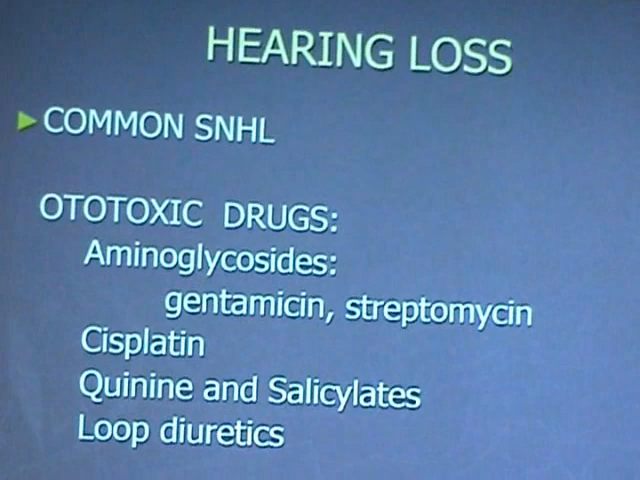 HEARING LOSS
COMMON SNHL
OTOTOXIC DRUGS:
Aminoglycosides:
gentamicin, streptomycin
Cisplatin
Quinine and Salicylates
Loop diuretics